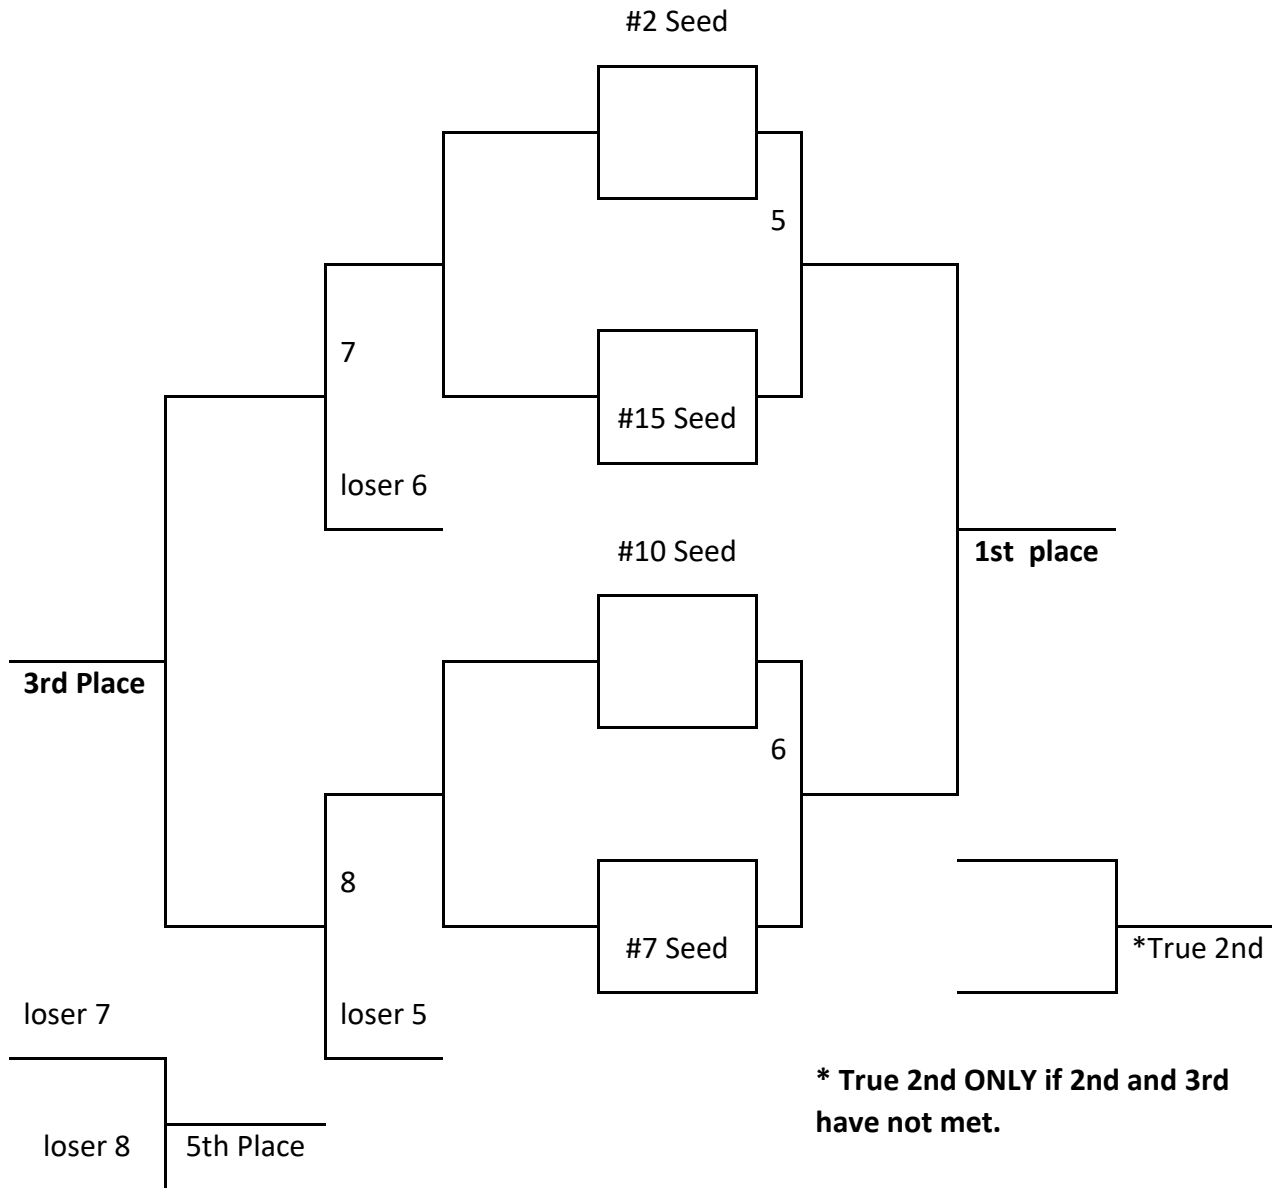 #2 Seed
5
7
#15 Seed
loser 6
#10 Seed
1st  place
3rd Place
6
8
#7 Seed
*True 2nd
loser 7
loser 5
* True 2nd ONLY if 2nd and 3rd
have not met.
loser 8
5th Place